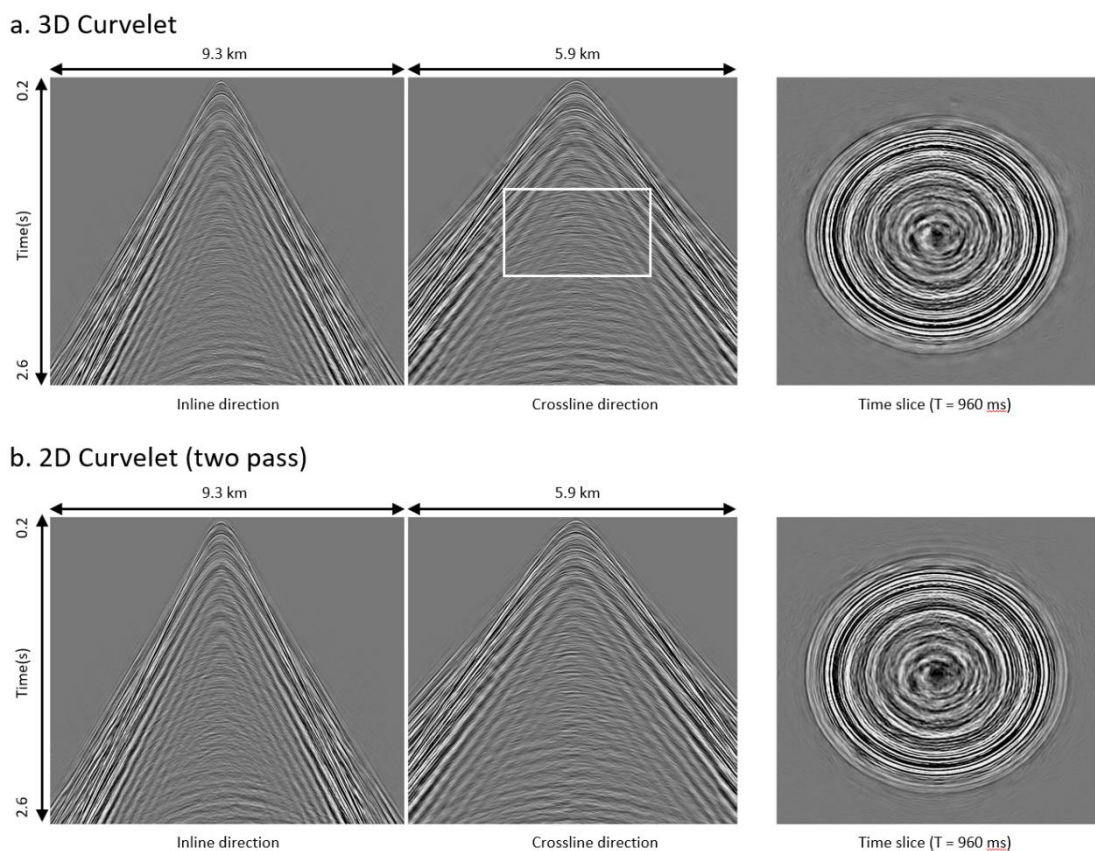 a. 3D Curvelet
9.3 km
5.9 km
0.2
Time(s)
2.6
Inline direction
Crossline direction
Time slice (T = 960 ms)
b. 2D Curvelet (two pass)
9.3 km
5.9 km
0.2
Time(s)
2.6
Inline direction
Crossline direction
Time slice (T = 960 ms)